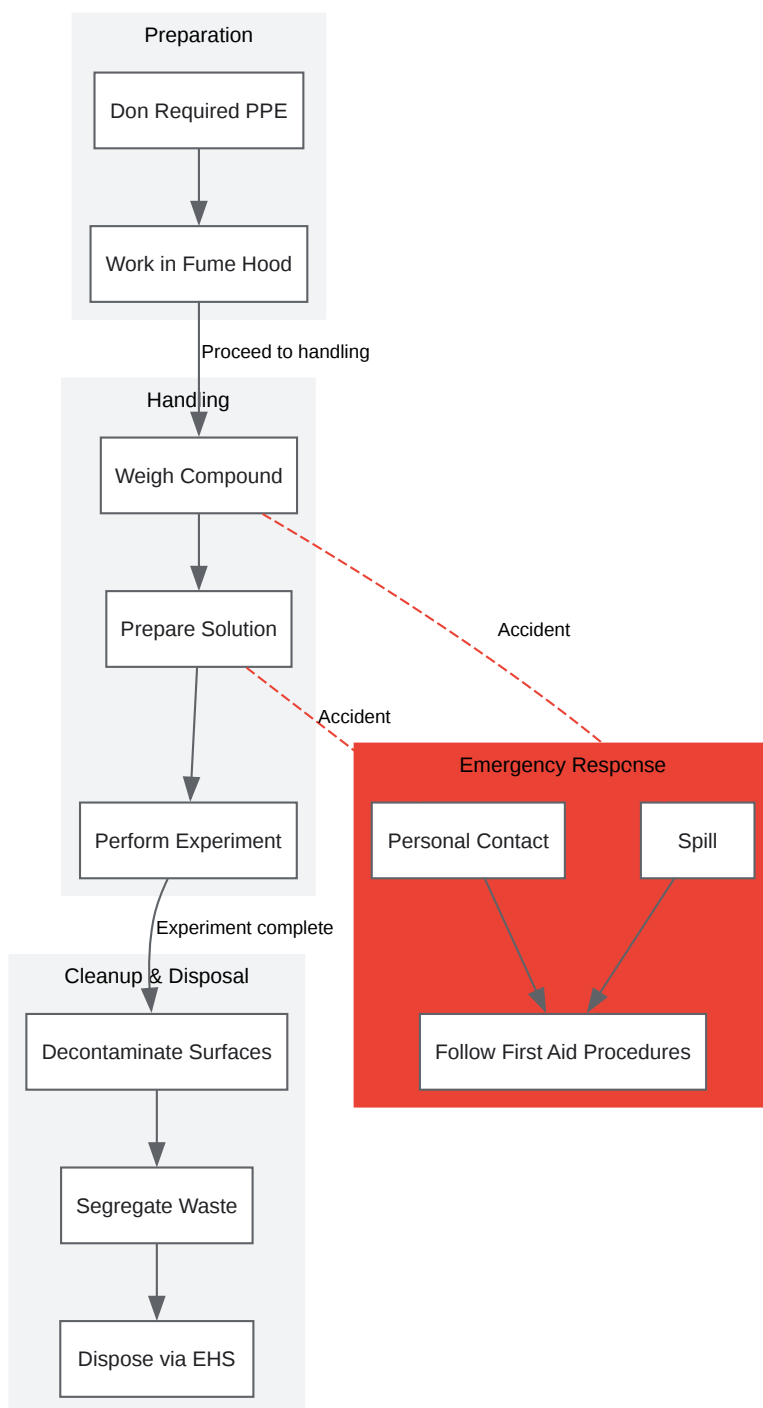 Preparation
Don Required PPE
Work in Fume Hood
Proceed to handling
Handling
Weigh Compound
Prepare Solution
Accident
Accident
Emergency Response
Personal Contact
Spill
Perform Experiment
Experiment complete
Cleanup & Disposal
Decontaminate Surfaces
Follow First Aid Procedures
Segregate Waste
Dispose via EHS